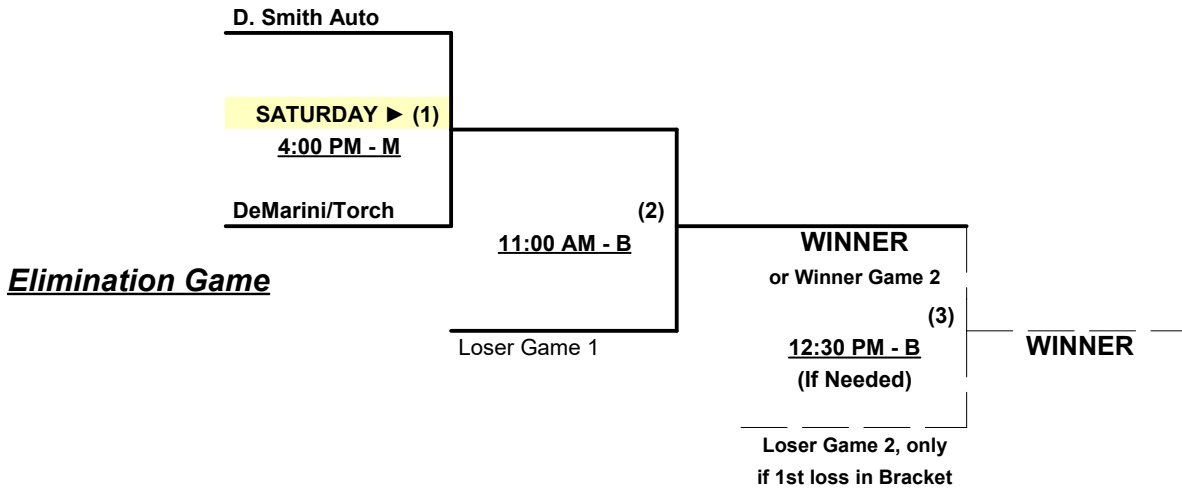 D. Smith Auto
SATURDAY ► (1)
4:00 PM - M
DeMarini/Torch
(2)
11:00 AM - B
WINNER
or Winner Game 2
Elimination Game
(3)
Loser Game 1
12:30 PM - B
WINNER
(If Needed)
Loser Game 2, only
if 1st loss in Bracket